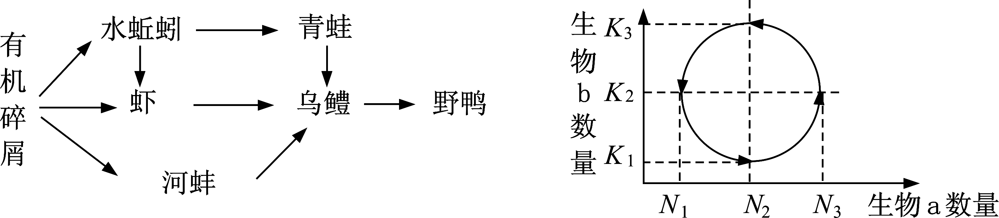 有机碎屑
水蚯蚓
青蛙
虾
乌鳢
野鸭
河蚌
生物b数量
K3
K2
K1
N1
N2
N3
生物a数量